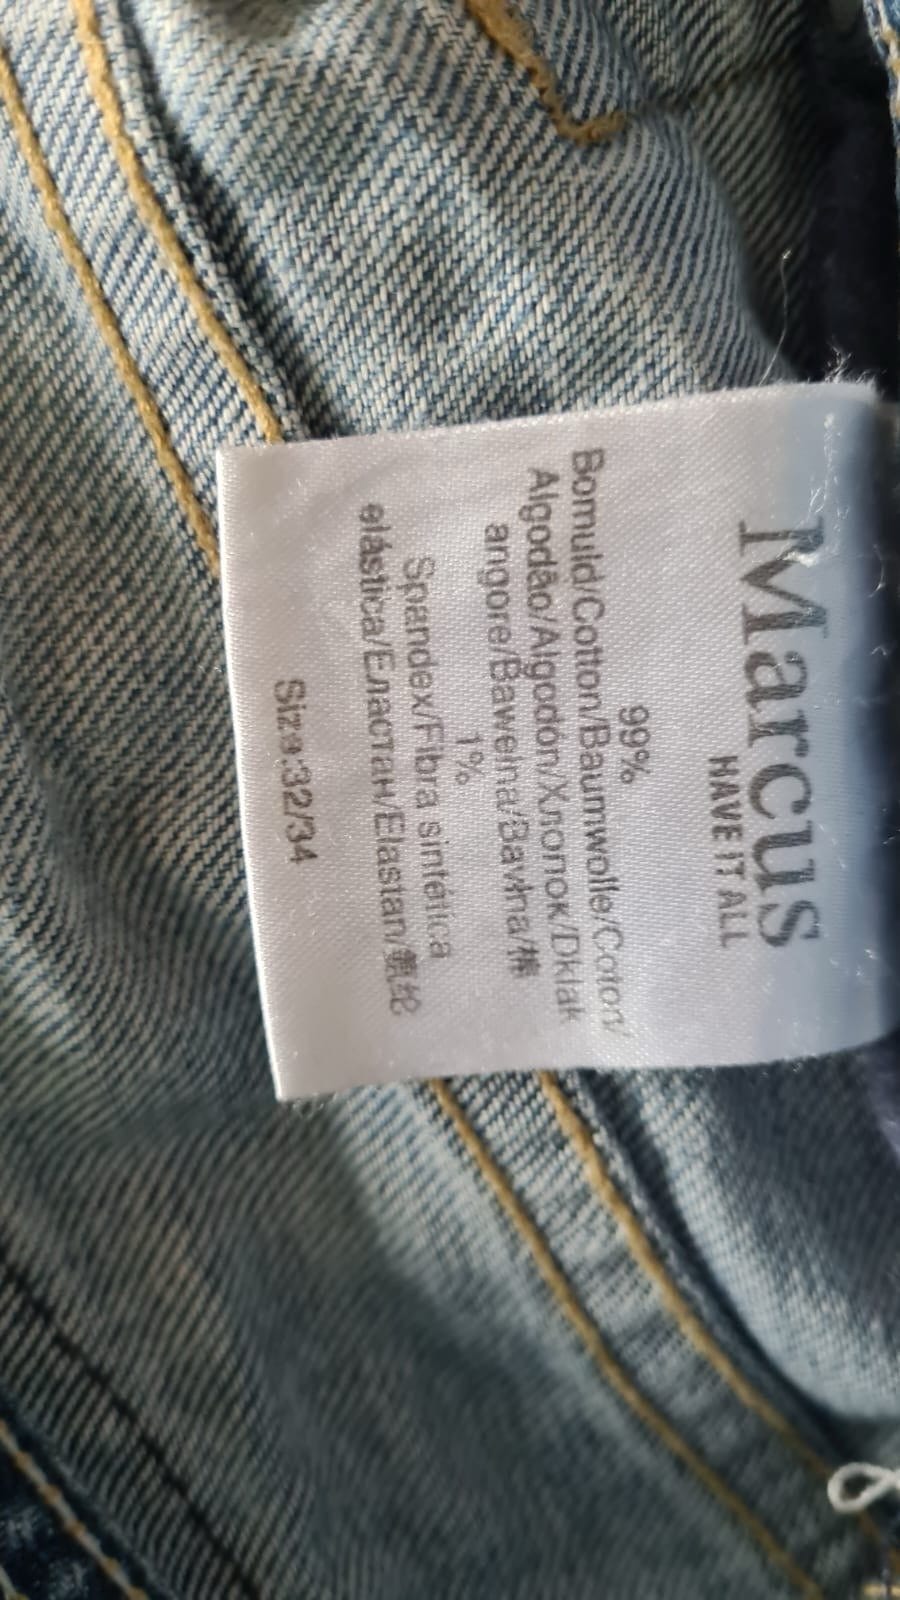 Marcus
HAVE IT ALL
99%
Bomuld/Cotton/Baumwolle/Coton/
Algodão/Algodón/Хлопок/Dklak
angore/Bawełna/Bavlna/棉
1%
Spandex/Fibra sintética
elástica/Еластан/Elastan/氨纶
Size:32/34